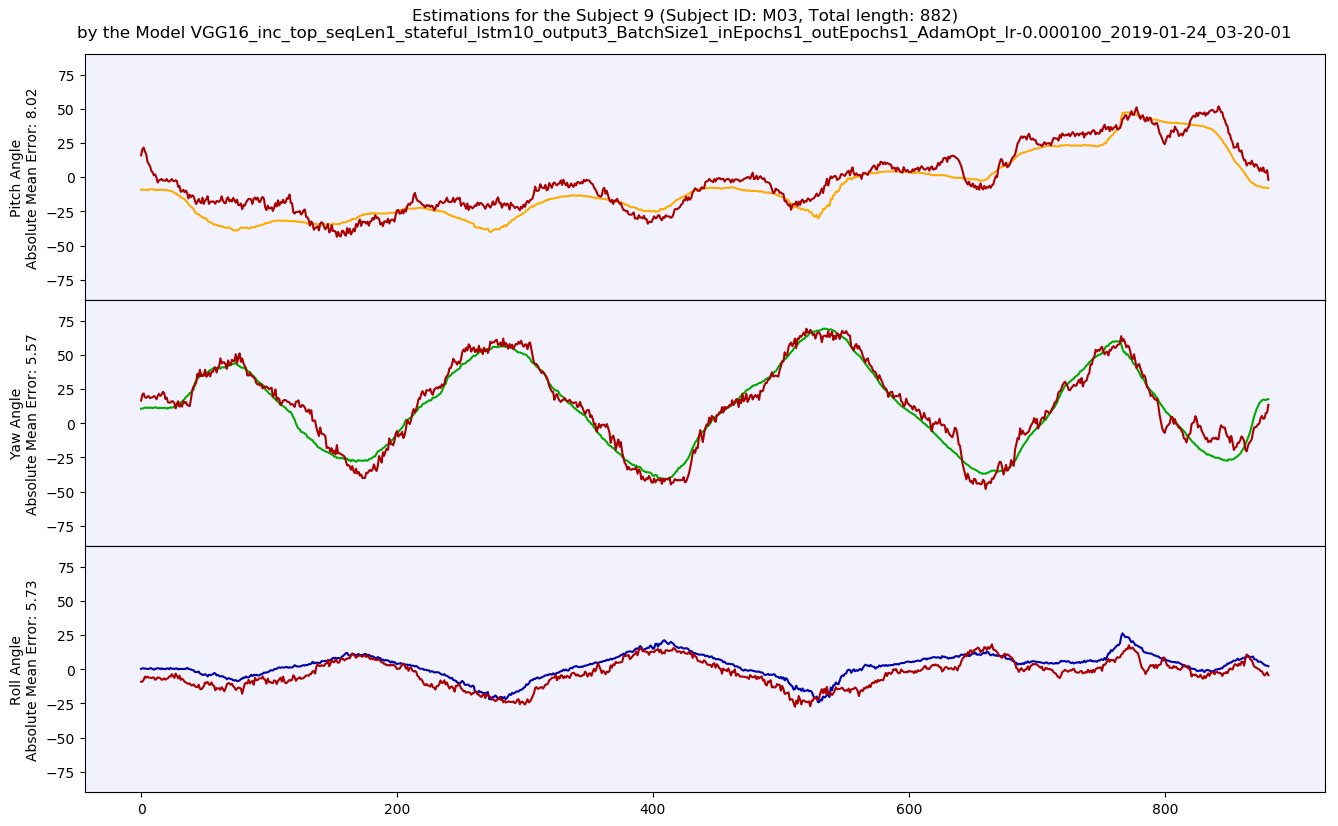 Estimations for the Subject 9 (Subject ID: M03, Total length: 882)
by the Model VGG16_inc_top_seqLen1_stateful_lstm10_output3_BatchSize1_inEpochs1_outEpochs1_AdamOpt_lr-0.000100_2019-01-24_03-20-01
Pitch Angle
Absolute Mean Error: 8.02
75
50
25
0
−25
−50
−75
Yaw Angle
Absolute Mean Error: 5.57
75
50
25
0
−25
−50
−75
Roll Angle
Absolute Mean Error: 5.73
75
50
25
0
−25
−50
−75
0 200 400 600 800